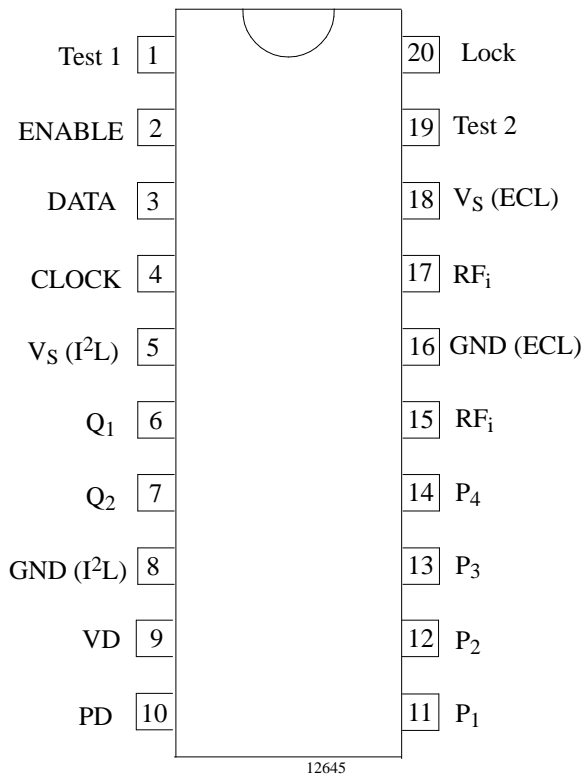 Test 1 1 20 Lock
ENABLE 2 19 Test 2
DATA 3 18 VS (ECL)
CLOCK 4 17 RFi
VS (I²L) 5 16 GND (ECL)
Q1 6 15 RFi
Q2 7 14 P4
GND (I²L) 8 13 P3
VD 9 12 P2
PD 10 11 P1
12645